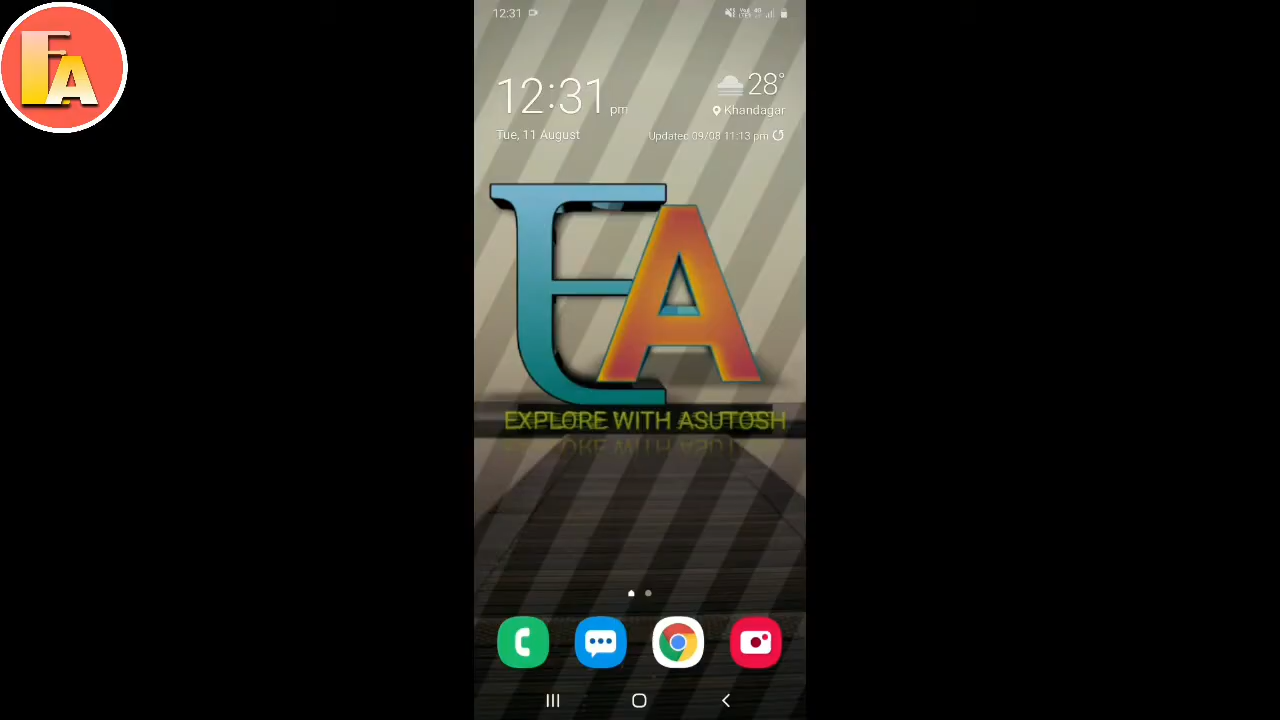 12:31
EA
12:31 pm
28°
Khandagar
Tue, 11 August
Updated 09/08 11:13 pm
EA
EXPLORE WITH ASUTOSH